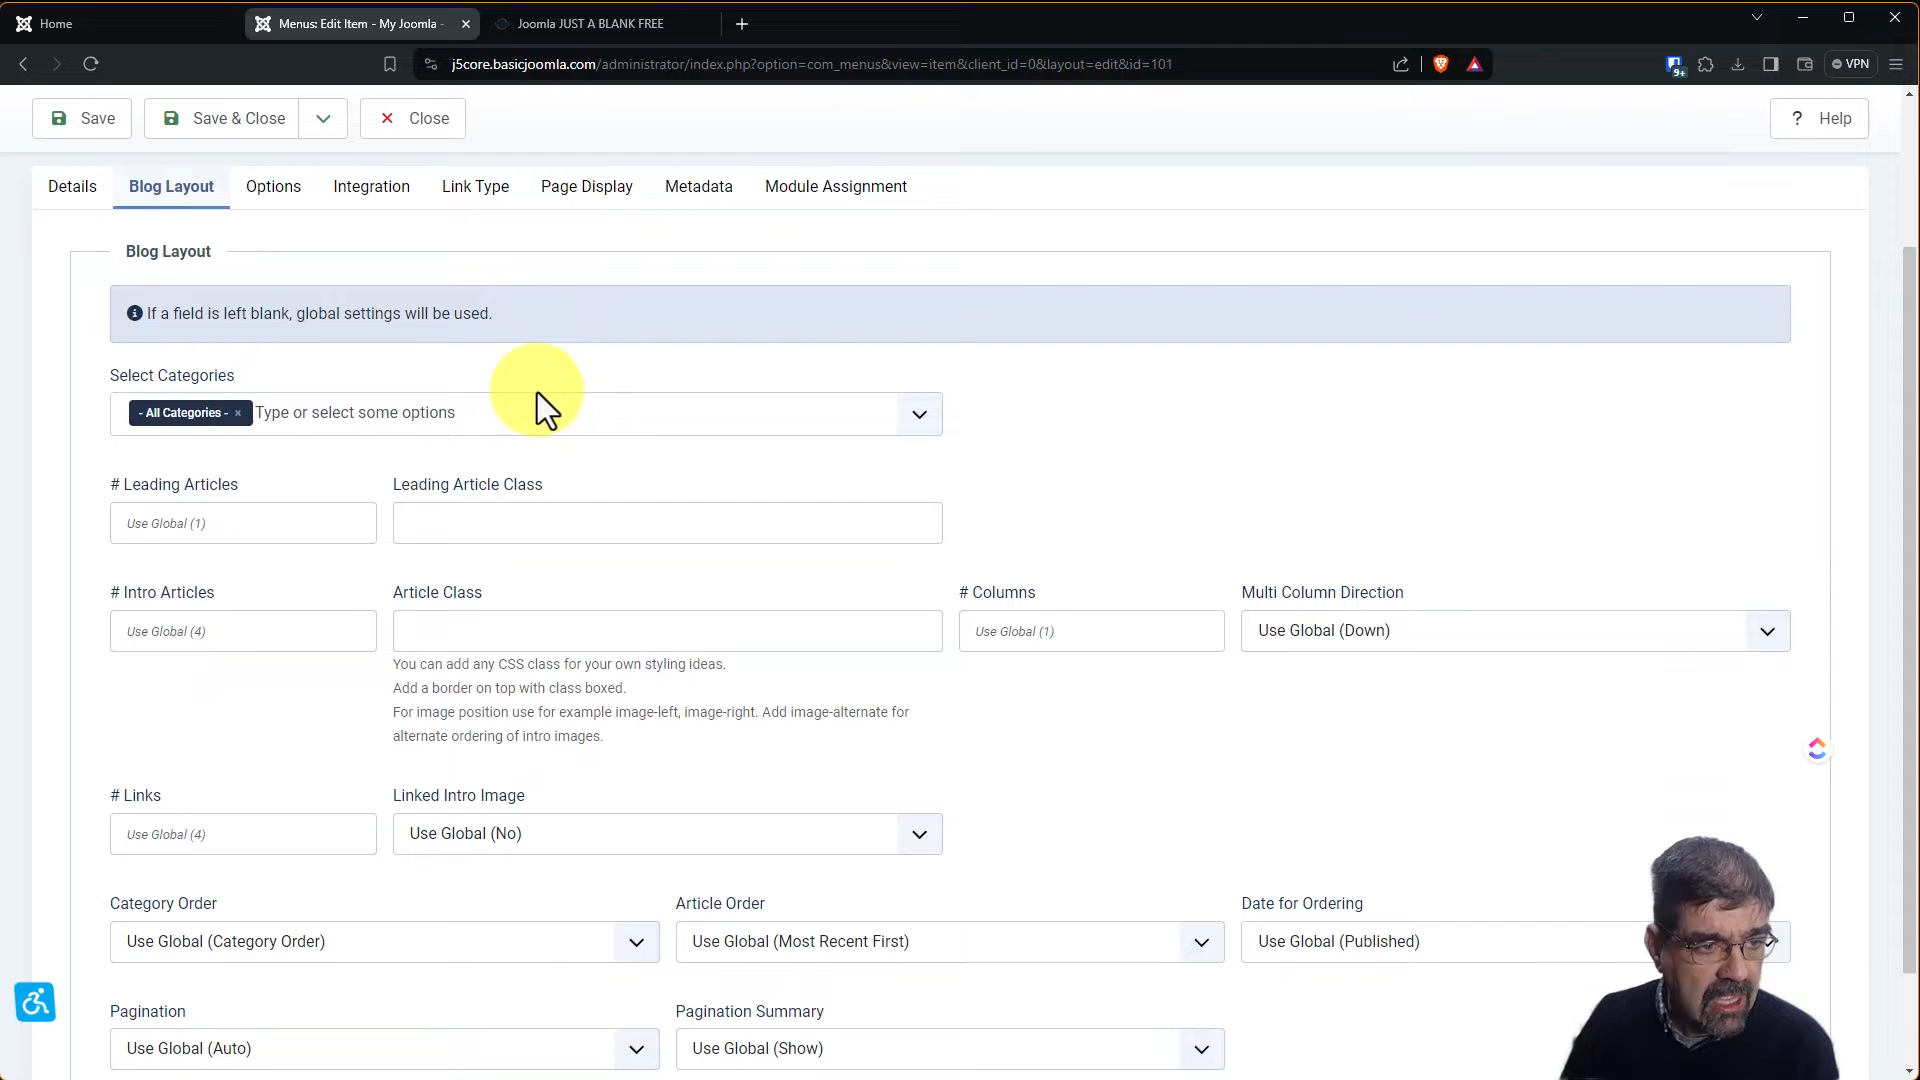 Home
Menus: Edit Item - My Joomla -
Joomla JUST A BLANK FREE
j5core.basicjoomla.com/administrator/index.php?option=com_menus&view=item&client_id=0&layout=edit&id=101
9+
VPN
Save
Save & Close
Close
? Help
Details
Blog Layout
Options
Integration
Link Type
Page Display
Metadata
Module Assignment
Blog Layout
If a field is left blank, global settings will be used.
Select Categories
- All Categories - ×
Type or select some options
# Leading Articles
Leading Article Class
Use Global (1)
# Intro Articles
Article Class
# Columns
Multi Column Direction
Use Global (4)
Use Global (1)
Use Global (Down)
You can add any CSS class for your own styling ideas.
Add a border on top with class boxed.
For image position use for example image-left, image-right. Add image-alternate for
alternate ordering of intro images.
# Links
Linked Intro Image
Use Global (4)
Use Global (No)
Category Order
Article Order
Date for Ordering
Use Global (Category Order)
Use Global (Most Recent First)
Use Global (Published)
Pagination
Pagination Summary
Use Global (Auto)
Use Global (Show)